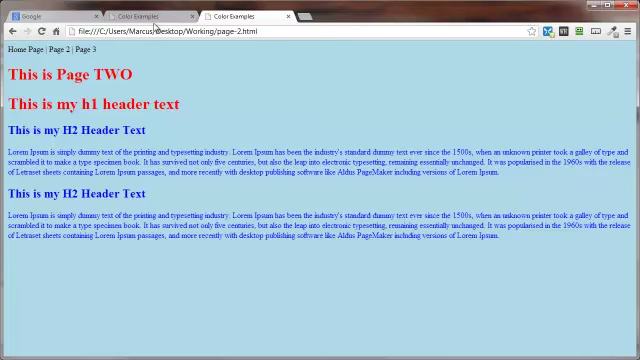 Google
Color Examples
Color Examples
file:///C:/Users/Marcus/Desktop/Working/page-2.html
Home Page | Page 2 | Page 3
This is Page TWO
This is my h1 header text
This is my H2 Header Text
Lorem Ipsum is simply dummy text of the printing and typesetting industry. Lorem Ipsum has been the industry's standard dummy text ever since the 1500s, when an unknown printer took a galley of type and
scrambled it to make a type specimen book. It has survived not only five centuries, but also the leap into electronic typesetting, remaining essentially unchanged. It was popularised in the 1960s with the release
of Letraset sheets containing Lorem Ipsum passages, and more recently with desktop publishing software like Aldus PageMaker including versions of Lorem Ipsum.
This is my H2 Header Text
Lorem Ipsum is simply dummy text of the printing and typesetting industry. Lorem Ipsum has been the industry's standard dummy text ever since the 1500s, when an unknown printer took a galley of type and
scrambled it to make a type specimen book. It has survived not only five centuries, but also the leap into electronic typesetting, remaining essentially unchanged. It was popularised in the 1960s with the release
of Letraset sheets containing Lorem Ipsum passages, and more recently with desktop publishing software like Aldus PageMaker including versions of Lorem Ipsum.